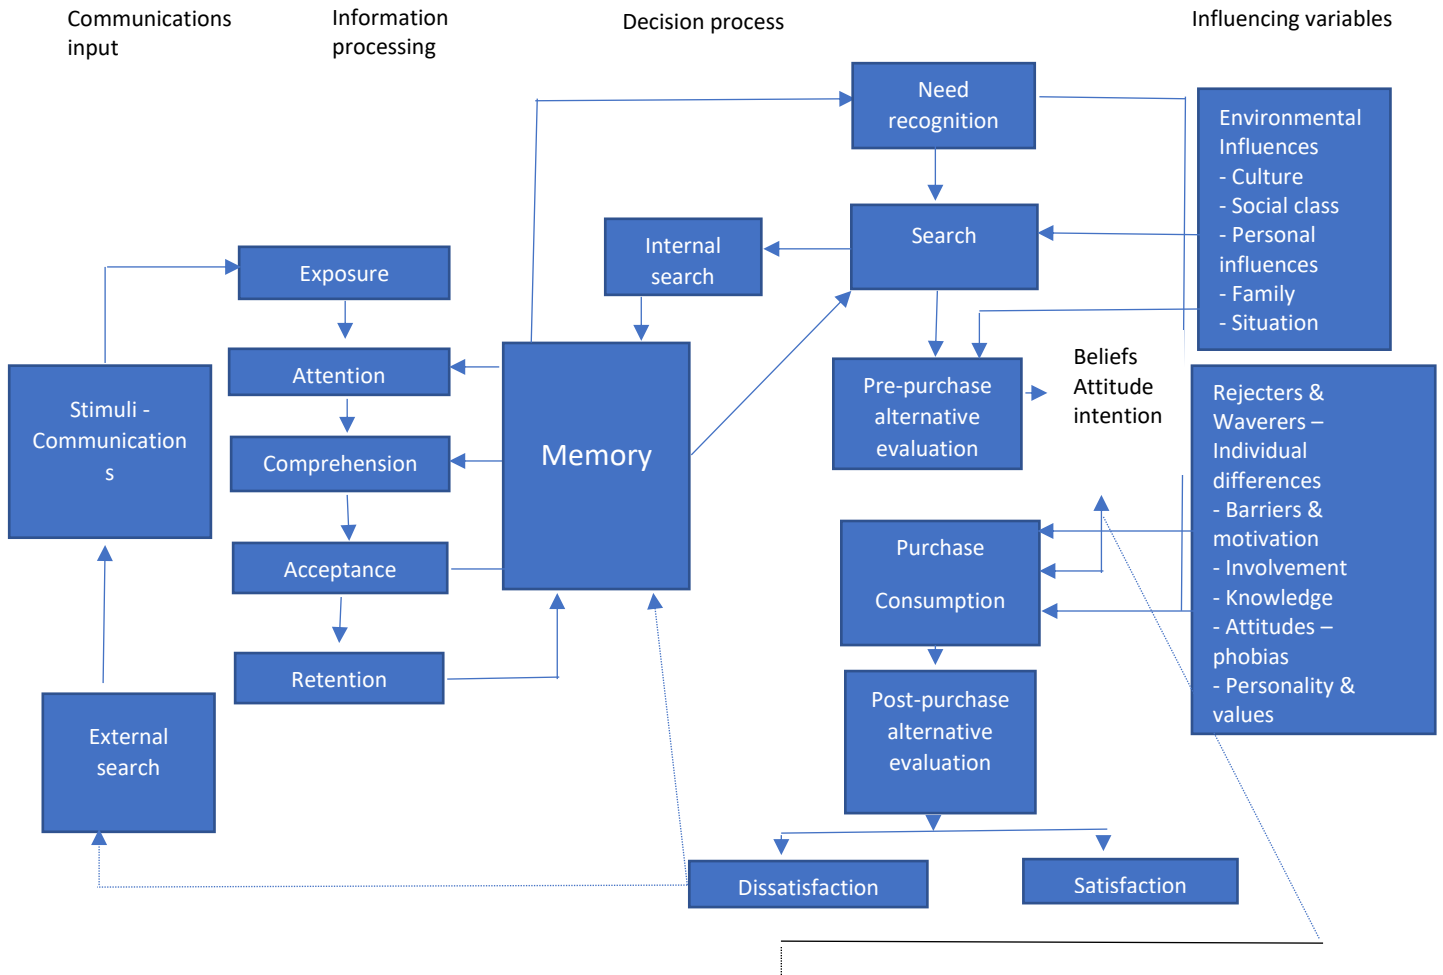 Communications
input
Information
processing
Decision process
Influencing variables
Need
recognition
Environmental
Influences
- Culture
- Social class
- Personal
influences
- Family
- Situation
Search
Internal
search
Exposure
Attention
Stimuli -
Communication
s
Comprehension
Memory
Acceptance
Retention
External
search
Pre-purchase
alternative
evaluation
Beliefs
Attitude
intention
Rejecters &
Waverers –
Individual
differences
- Barriers &
motivation
- Involvement
- Knowledge
- Attitudes –
phobias
- Personality &
values
Purchase
Consumption
Post-purchase
alternative
evaluation
Dissatisfaction
Satisfaction